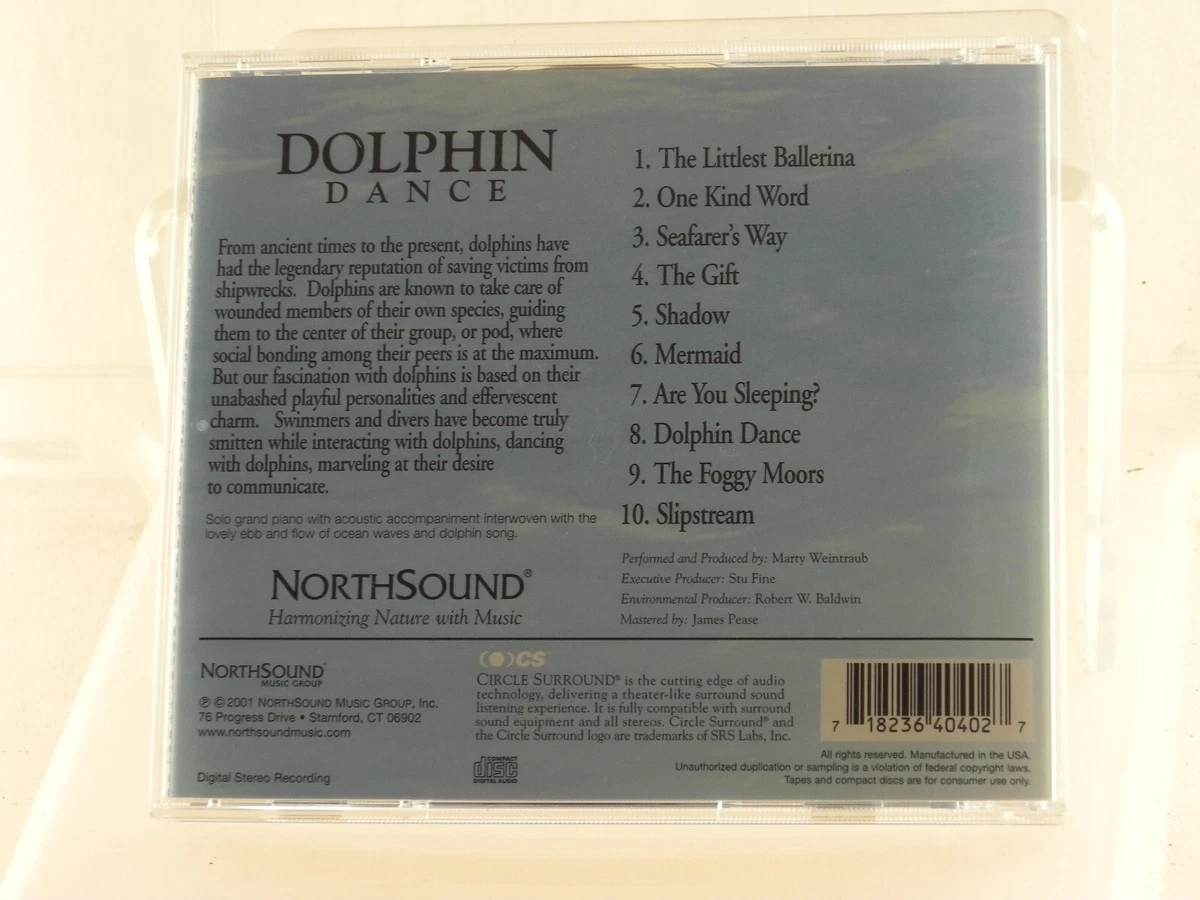 DOLPHIN
DANCE
From ancient times to the present, dolphins have
had the legendary reputation of saving victims from
shipwrecks. Dolphins are known to take care of
wounded members of their own species, guiding
them to the center of their group, or pod, where
social bonding among their peers is at the maximum.
But our fascination with dolphins is based on their
unabashed playful personalities and effervescent
charm. Swimmers and divers have become truly
smitten while interacting with dolphins, dancing
with dolphins, marveling at their desire
to communicate.
Solo grand piano with acoustic accompaniment interwoven with the
lovely ebb and flow of ocean waves and dolphin song.
NORTHSOUND®
Harmonizing Nature with Music
1. The Littlest Ballerina
2. One Kind Word
3. Seafarer's Way
4. The Gift
5. Shadow
6. Mermaid
7. Are You Sleeping?
8. Dolphin Dance
9. The Foggy Moors
10. Slipstream
Performed and Produced by: Marty Weintraub
Executive Producer: Stu Fine
Environmental Producer: Robert W. Baldwin
Mastered by: James Pease
NORTHSOUND®
MUSIC GROUP
℗ © 2001 NORTHSOUND MUSIC GROUP, INC.
76 Progress Drive • Stamford, CT 06902
www.northsoundmusic.com
Digital Stereo Recording
CS
CIRCLE SURROUND® is the cutting edge of audio
technology, delivering a theater-like surround sound
listening experience. It is fully compatible with surround
sound equipment and all stereos. Circle Surround® and
the Circle Surround logo are trademarks of SRS Labs, Inc.
COMPACT
disc
DIGITAL AUDIO
7 18236 40402 7
All rights reserved. Manufactured in the USA.
Unauthorized duplication or sampling is a violation of federal copyright laws.
Tapes and compact discs are for consumer use only.